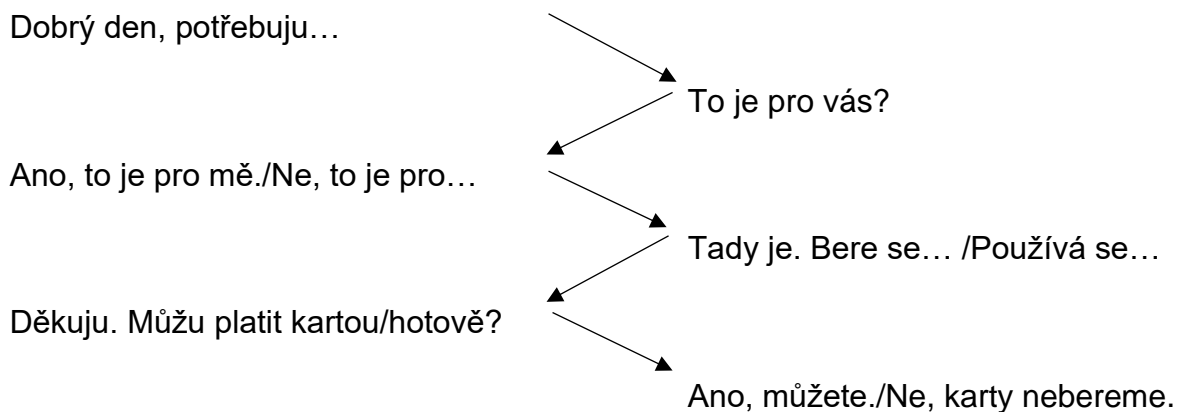 Dobrý den, potřebuju…
To je pro vás?
Ano, to je pro mě./Ne, to je pro…
Tady je. Bere se… /Používá se…
Děkuju. Můžu platit kartou/hotově?
Ano, můžete./Ne, karty nebereme.